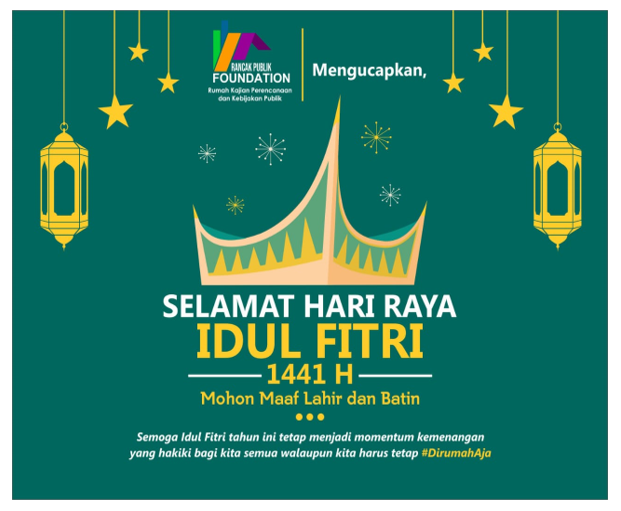 RANCAK PUBLIK
FOUNDATION
Rumah Kajian Perencanaan
dan Kebijakan Publik
Mengucapkan,
SELAMAT HARI RAYA
IDUL FITRI
1441 H
Mohon Maaf Lahir dan Batin
Semoga Idul Fitri tahun ini tetap menjadi momentum kemenangan
yang hakiki bagi kita semua walaupun kita harus tetap #DirumahAja